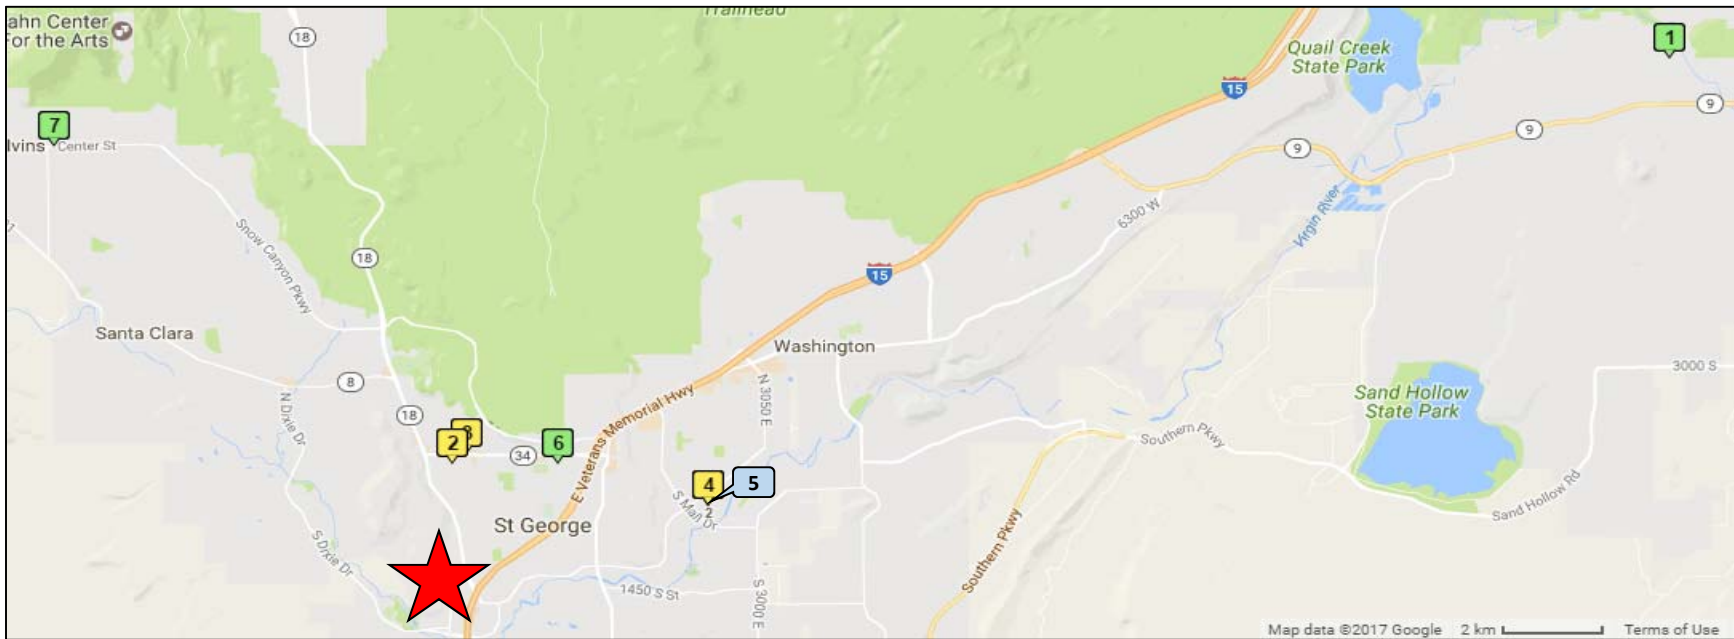 ahn Center
For the Arts
Trailhead
18
Quail Creek
State Park
1
15
9
7
lvins
Center St
9
9
6300 W
Virgin River
Snow Canyon Pkwy
18
15
Santa Clara
Washington
8
N Dixie Dr
N 3050 E
3000 S
E Veterans Memorial Hwy
Sand Hollow
State Park
18
2
3
34
6
Southern Pkwy
4
5
2
S Mall Dr
St George
Sand Hollow Rd
S Dixie Dr
Southern Pkwy
1450 S St
S 3000 E
Map data ©2017 Google
2 km
Terms of Use